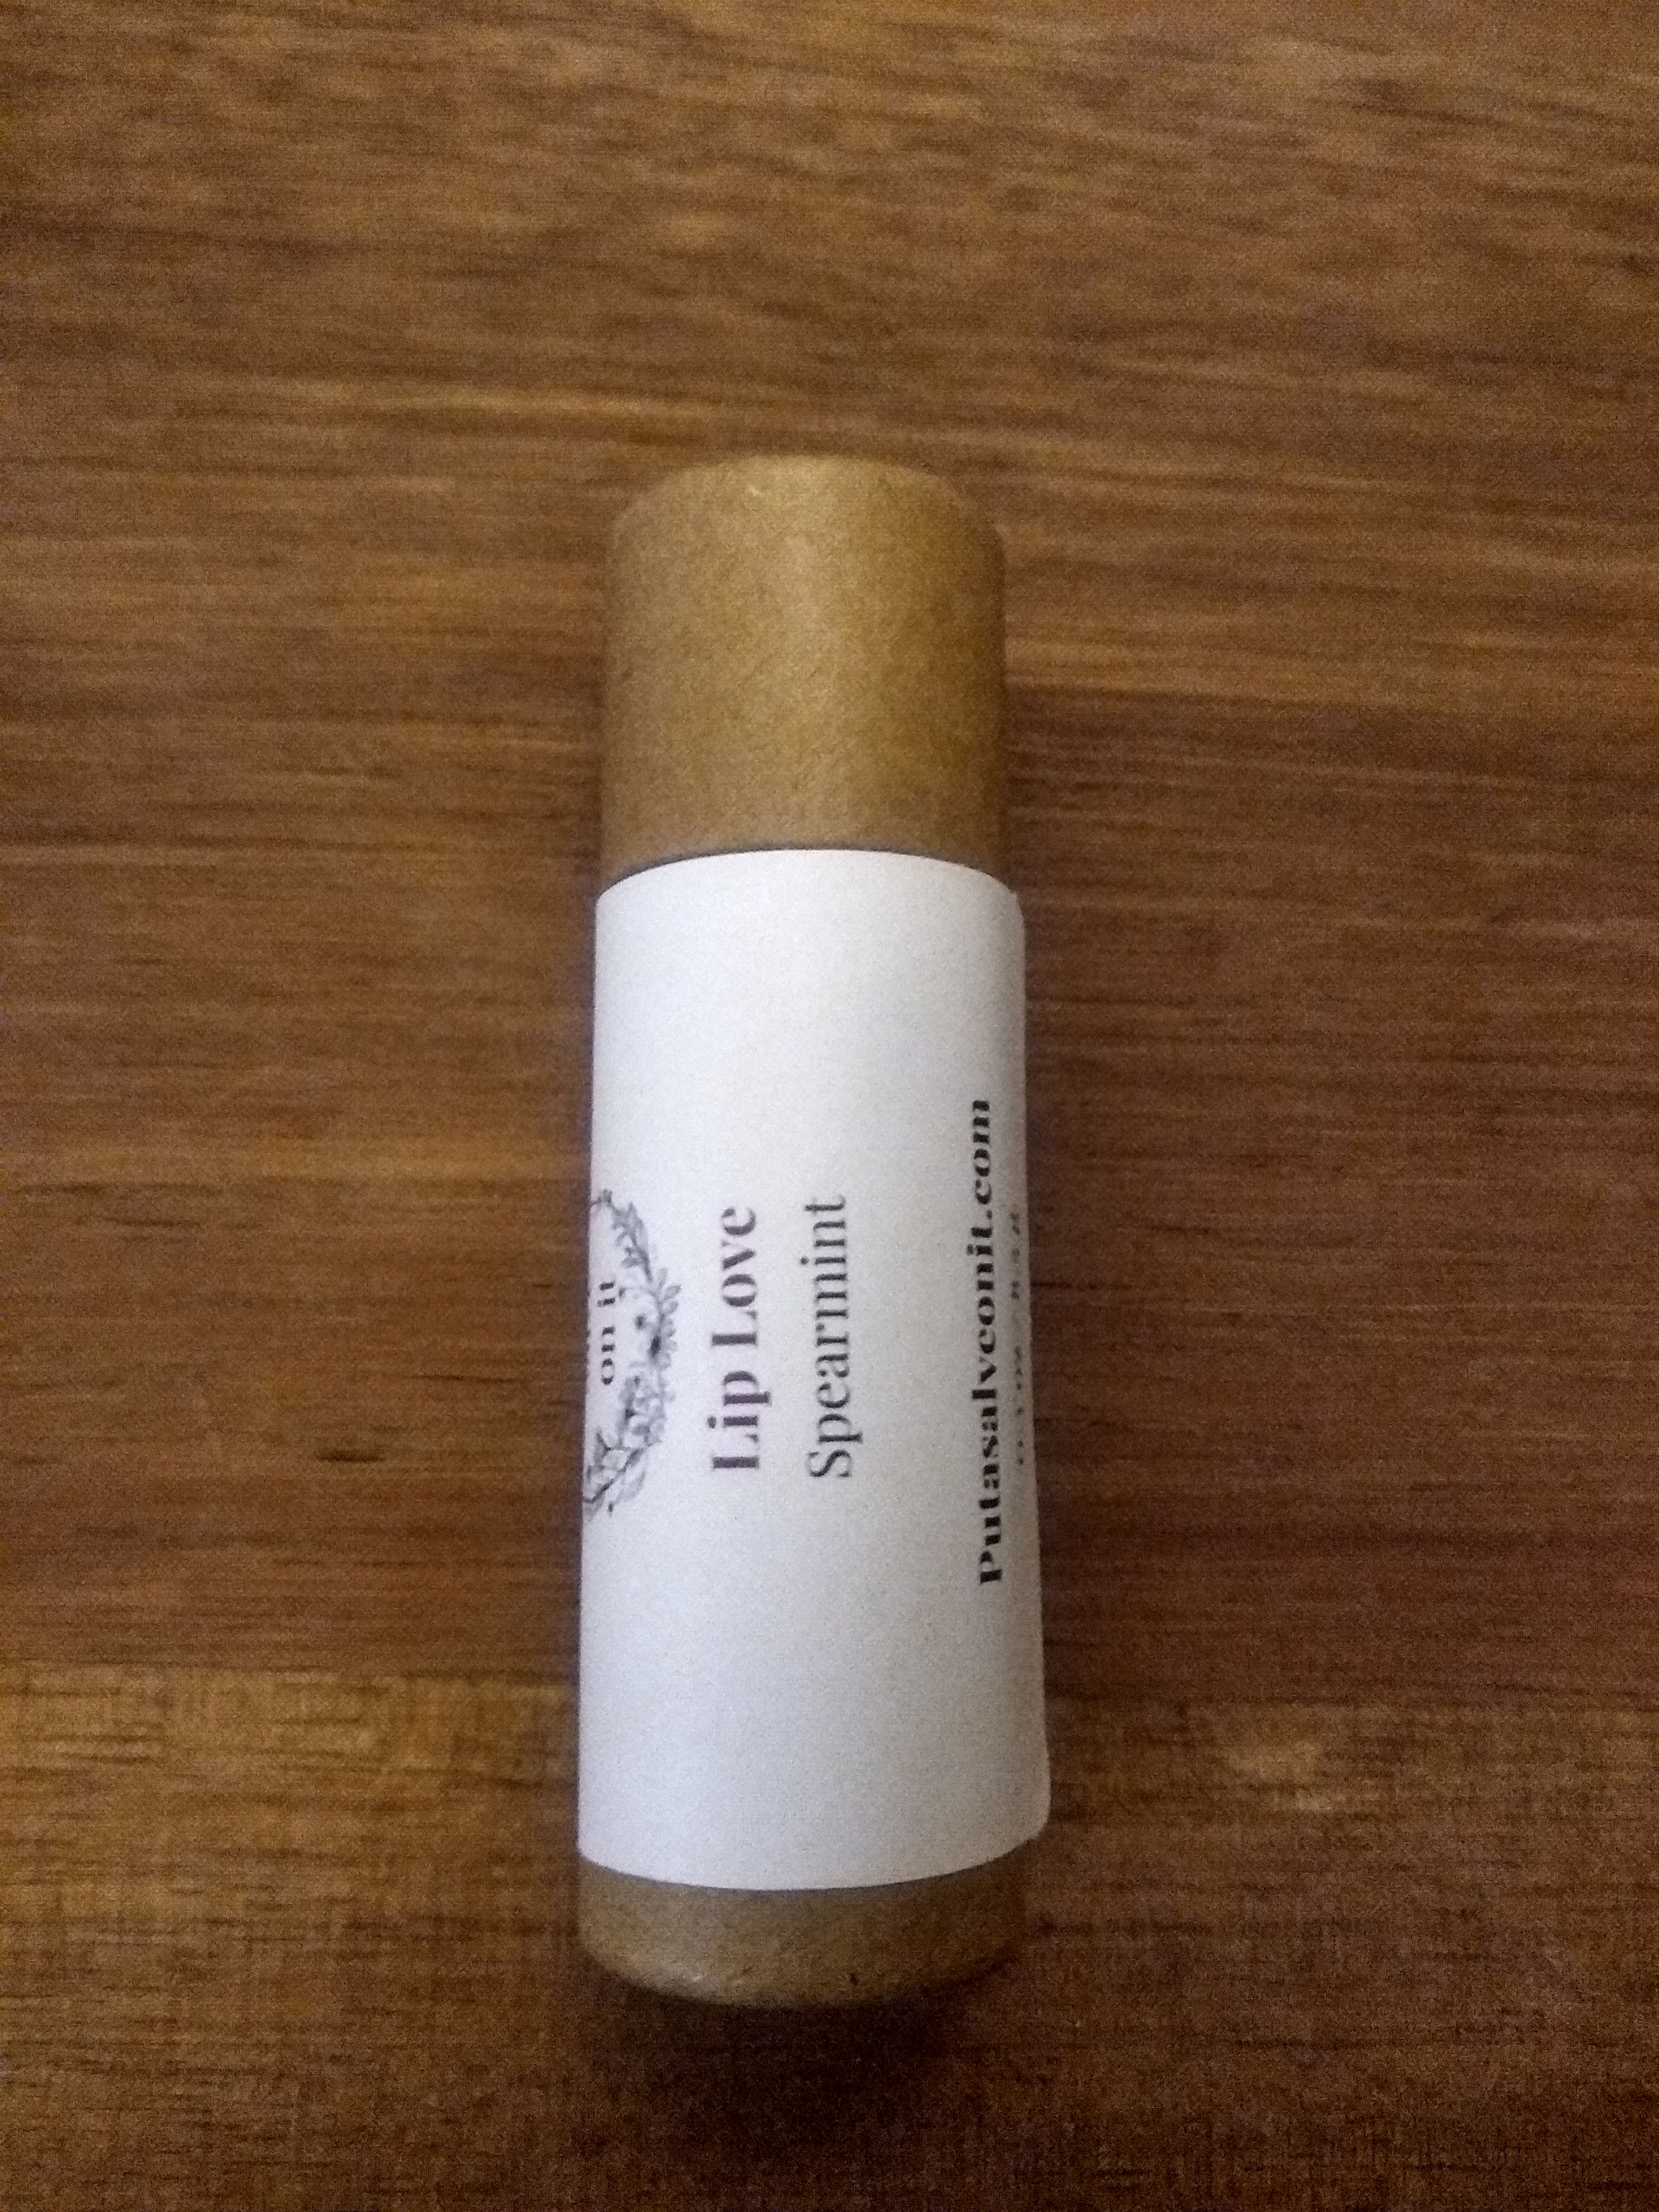 on it
Lip Love
Spearmint
Putasalveonit.com